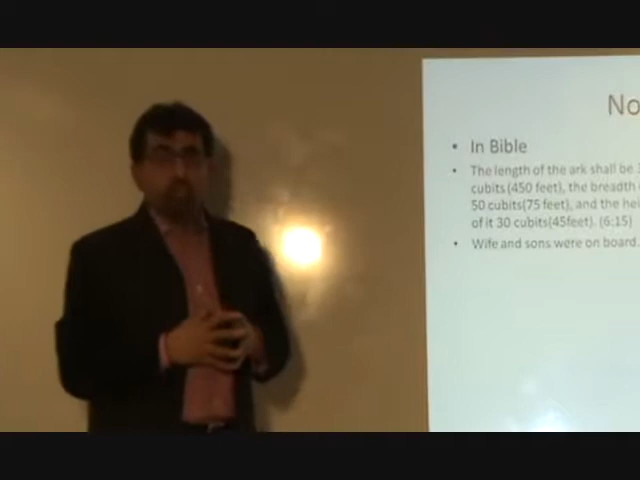 No
In Bible
The length of the ark shall be
cubits (450 feet), the breadth
50 cubits(75 feet), and the hei
of it 30 cubits(45feet). (6:15)
Wife and sons were on board.